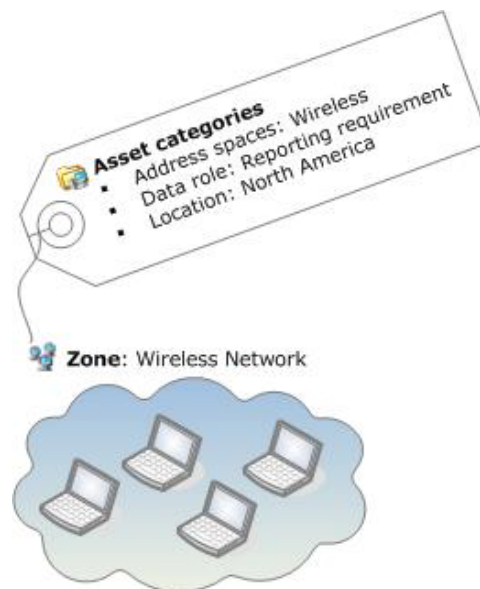 Asset categories
▪ Address spaces: Wireless
▪ Data role: Reporting requirement
▪ Location: North America
Zone: Wireless Network